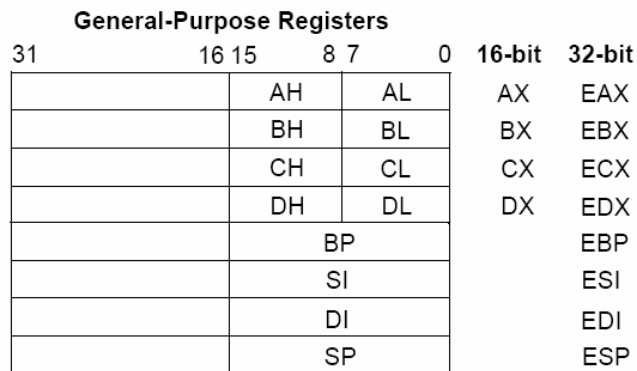 General-Purpose Registers
31 16 15 8 7 0 16-bit 32-bit
AH AL AX EAX
BH BL BX EBX
CH CL CX ECX
DH DL DX EDX
BP EBP
SI ESI
DI EDI
SP ESP